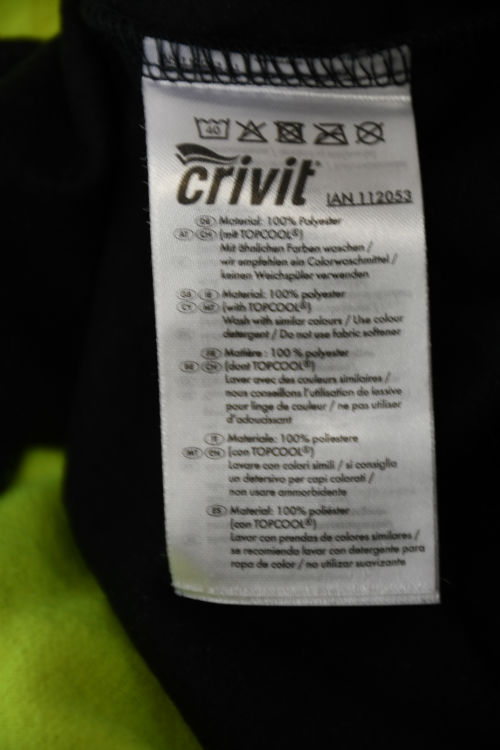 40
crivit®
IAN 112053
DE Material: 100% Polyester
AT CH (mit TOPCOOL®)
Mit ähnlichen Farben waschen /
wir empfehlen ein Colorwaschmittel /
keinen Weichspüler verwenden
GB IE Material: 100% polyester
CY MT (with TOPCOOL®)
Wash with similar colours / Use colour
detergent / Do not use fabric softener
FR Matière : 100 % polyester
BE CH (dont TOPCOOL®)
Laver avec des couleurs similaires /
nous conseillons l'utilisation de lessive
pour linge de couleur / ne pas utiliser
d'adoucissant
IT Materiale: 100% poliestere
MT CH (con TOPCOOL®)
Lavare con colori simili / si consiglia
un detersivo per capi colorati /
non usare ammorbidente
ES Material: 100% poliéster
(con TOPCOOL®)
Lavar con prendas de colores similares /
se recomienda lavar con detergente para
ropa de color / no utilizar suavizante